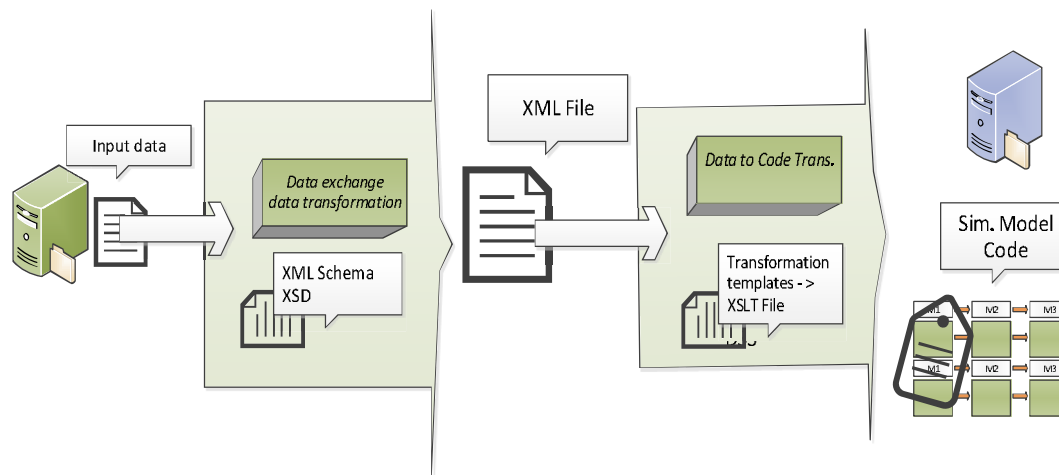 Input data
Data exchange
data transformation
XML Schema
XSD
XML File
Data to Code Trans.
Transformation
templates - >
XSLT File
Sim. Model
Code
M1
M2
M3
M1
M2
M3